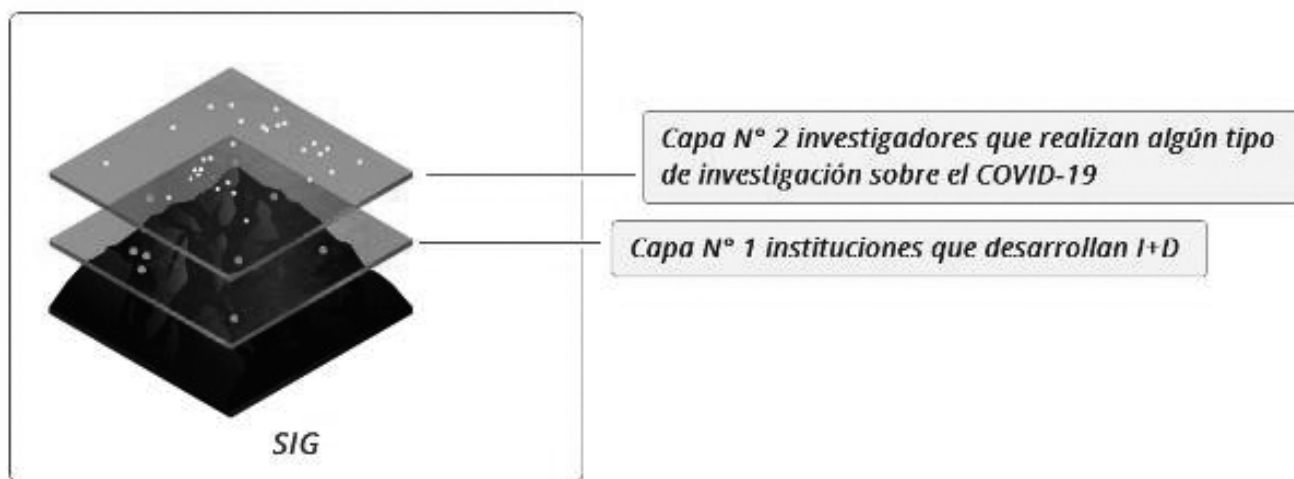 Capa N° 2 investigadores que realizan algún tipo
de investigación sobre el COVID-19
Capa N° 1 instituciones que desarrollan I+D
SIG